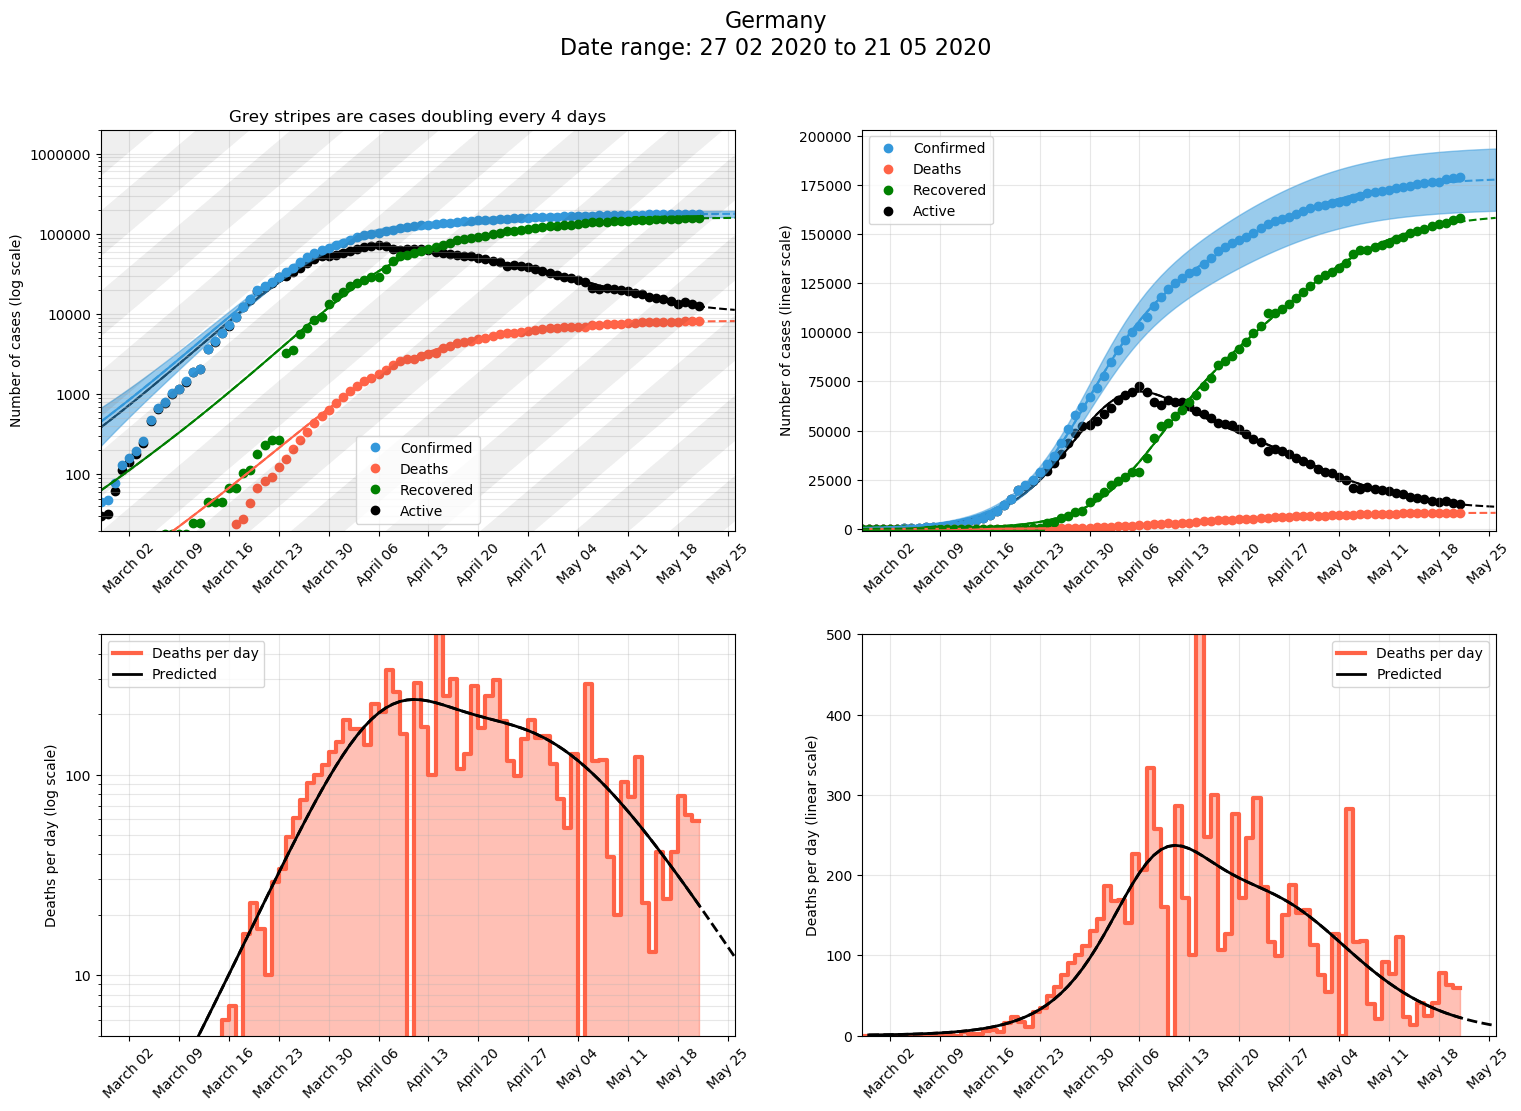 Germany
Date range: 27 02 2020 to 21 05 2020
Grey stripes are cases doubling every 4 days
Number of cases (log scale)
1000000
100000
10000
1000
100
Confirmed
Deaths
Recovered
Active
March 02
March 09
March 16
March 23
March 30
April 06
April 13
April 20
April 27
May 04
May 11
May 18
May 25
Number of cases (linear scale)
200000
175000
150000
125000
100000
75000
50000
25000
0
Confirmed
Deaths
Recovered
Active
March 02
March 09
March 16
March 23
March 30
April 06
April 13
April 20
April 27
May 04
May 11
May 18
May 25
Deaths per day (log scale)
100
10
Deaths per day
Predicted
March 02
March 09
March 16
March 23
March 30
April 06
April 13
April 20
April 27
May 04
May 11
May 18
May 25
Deaths per day (linear scale)
500
400
300
200
100
0
Deaths per day
Predicted
March 02
March 09
March 16
March 23
March 30
April 06
April 13
April 20
April 27
May 04
May 11
May 18
May 25